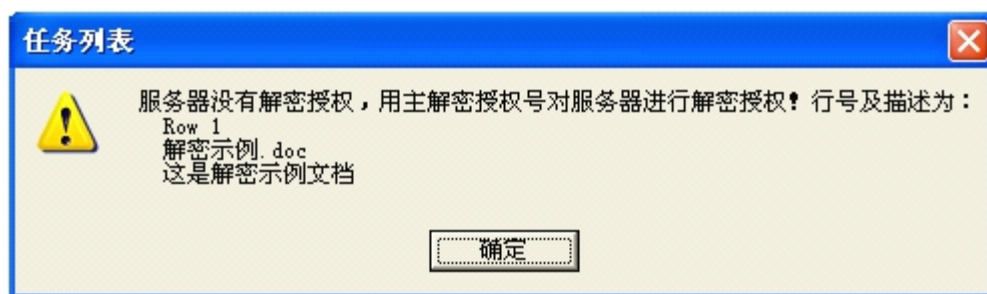 任务列表
服务器没有解密授权，用主解密授权号对服务器进行解密授权！行号及描述为：
Row 1
解密示例.doc
这是解密示例文档
确定